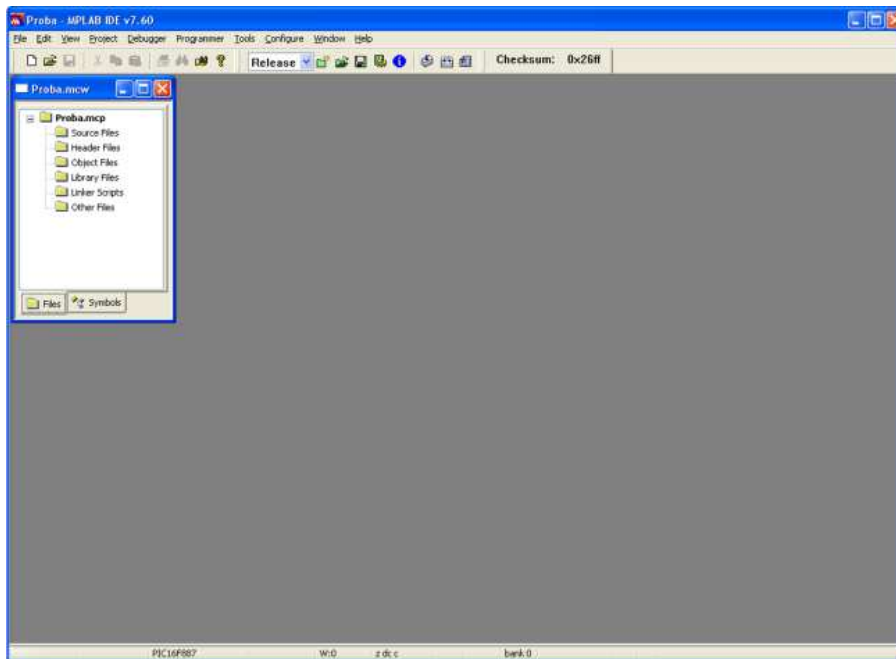 Proba - MPLAB IDE v7.60
File Edit View Project Debugger Programmer Tools Configure Window Help
Release Checksum: 0x26ff
Proba.mcw
Proba.mcp
Source Files
Header Files
Object Files
Library Files
Linker Scripts
Other Files
Files Symbols
PIC16F887 W:0 z dc c bank 0